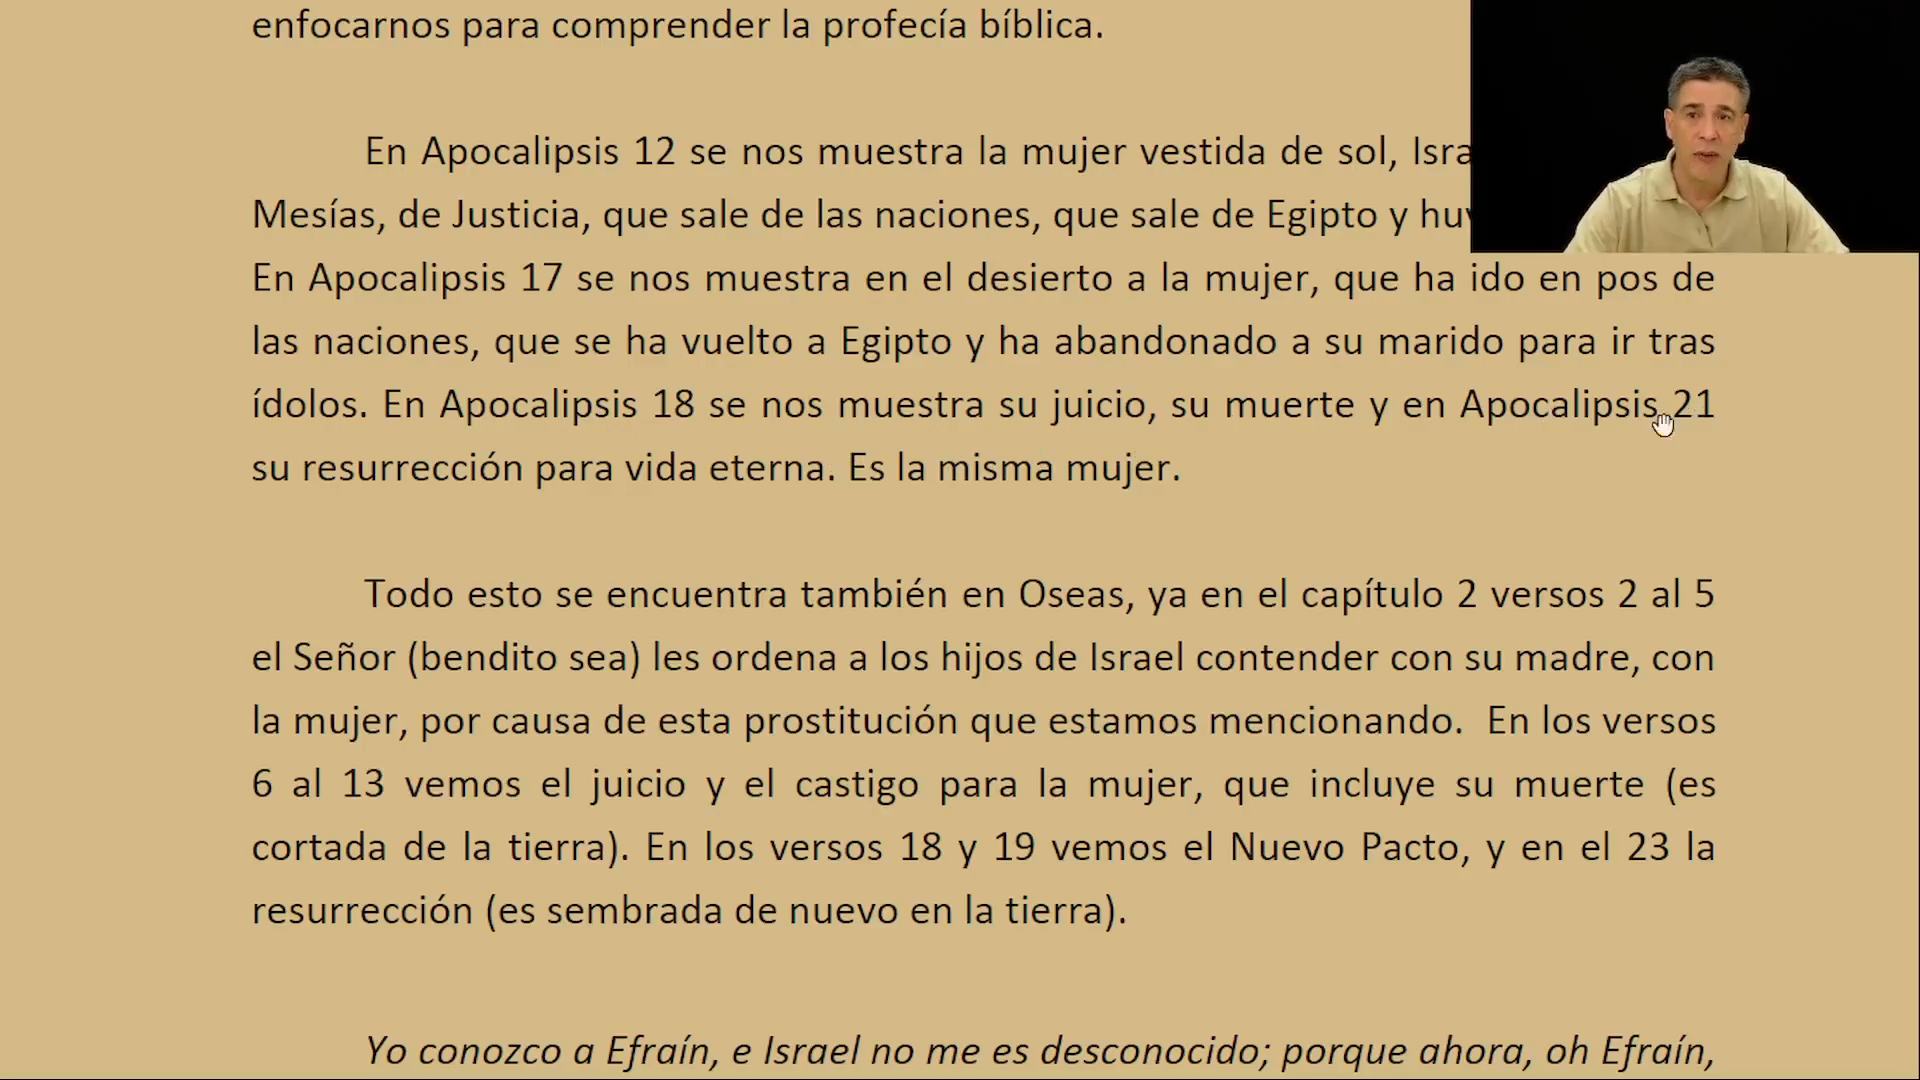 enfocarnos para comprender la profecía bíblica.
En Apocalipsis 12 se nos muestra la mujer vestida de sol,
Mesías, de Justicia, que sale de las naciones, que sale de Egipto y
En Apocalipsis 17 se nos muestra en el desierto a la mujer, que ha ido en pos de
las naciones, que se ha vuelto a Egipto y ha abandonado a su marido para ir tras
ídolos. En Apocalipsis 18 se nos muestra su juicio, su muerte y en Apocalipsis 21
su resurrección para vida eterna. Es la misma mujer.
Todo esto se encuentra también en Oseas, ya en el capítulo 2 versos 2 al 5
el Señor (bendito sea) les ordena a los hijos de Israel contender con su madre, con
la mujer, por causa de esta prostitución que estamos mencionando. En los versos
6 al 13 vemos el juicio y el castigo para la mujer, que incluye su muerte (es
cortada de la tierra). En los versos 18 y 19 vemos el Nuevo Pacto, y en el 23 la
resurrección (es sembrada de nuevo en la tierra).
Yo conozco a Efraín, e Israel no me es desconocido; porque ahora, oh Efraín,